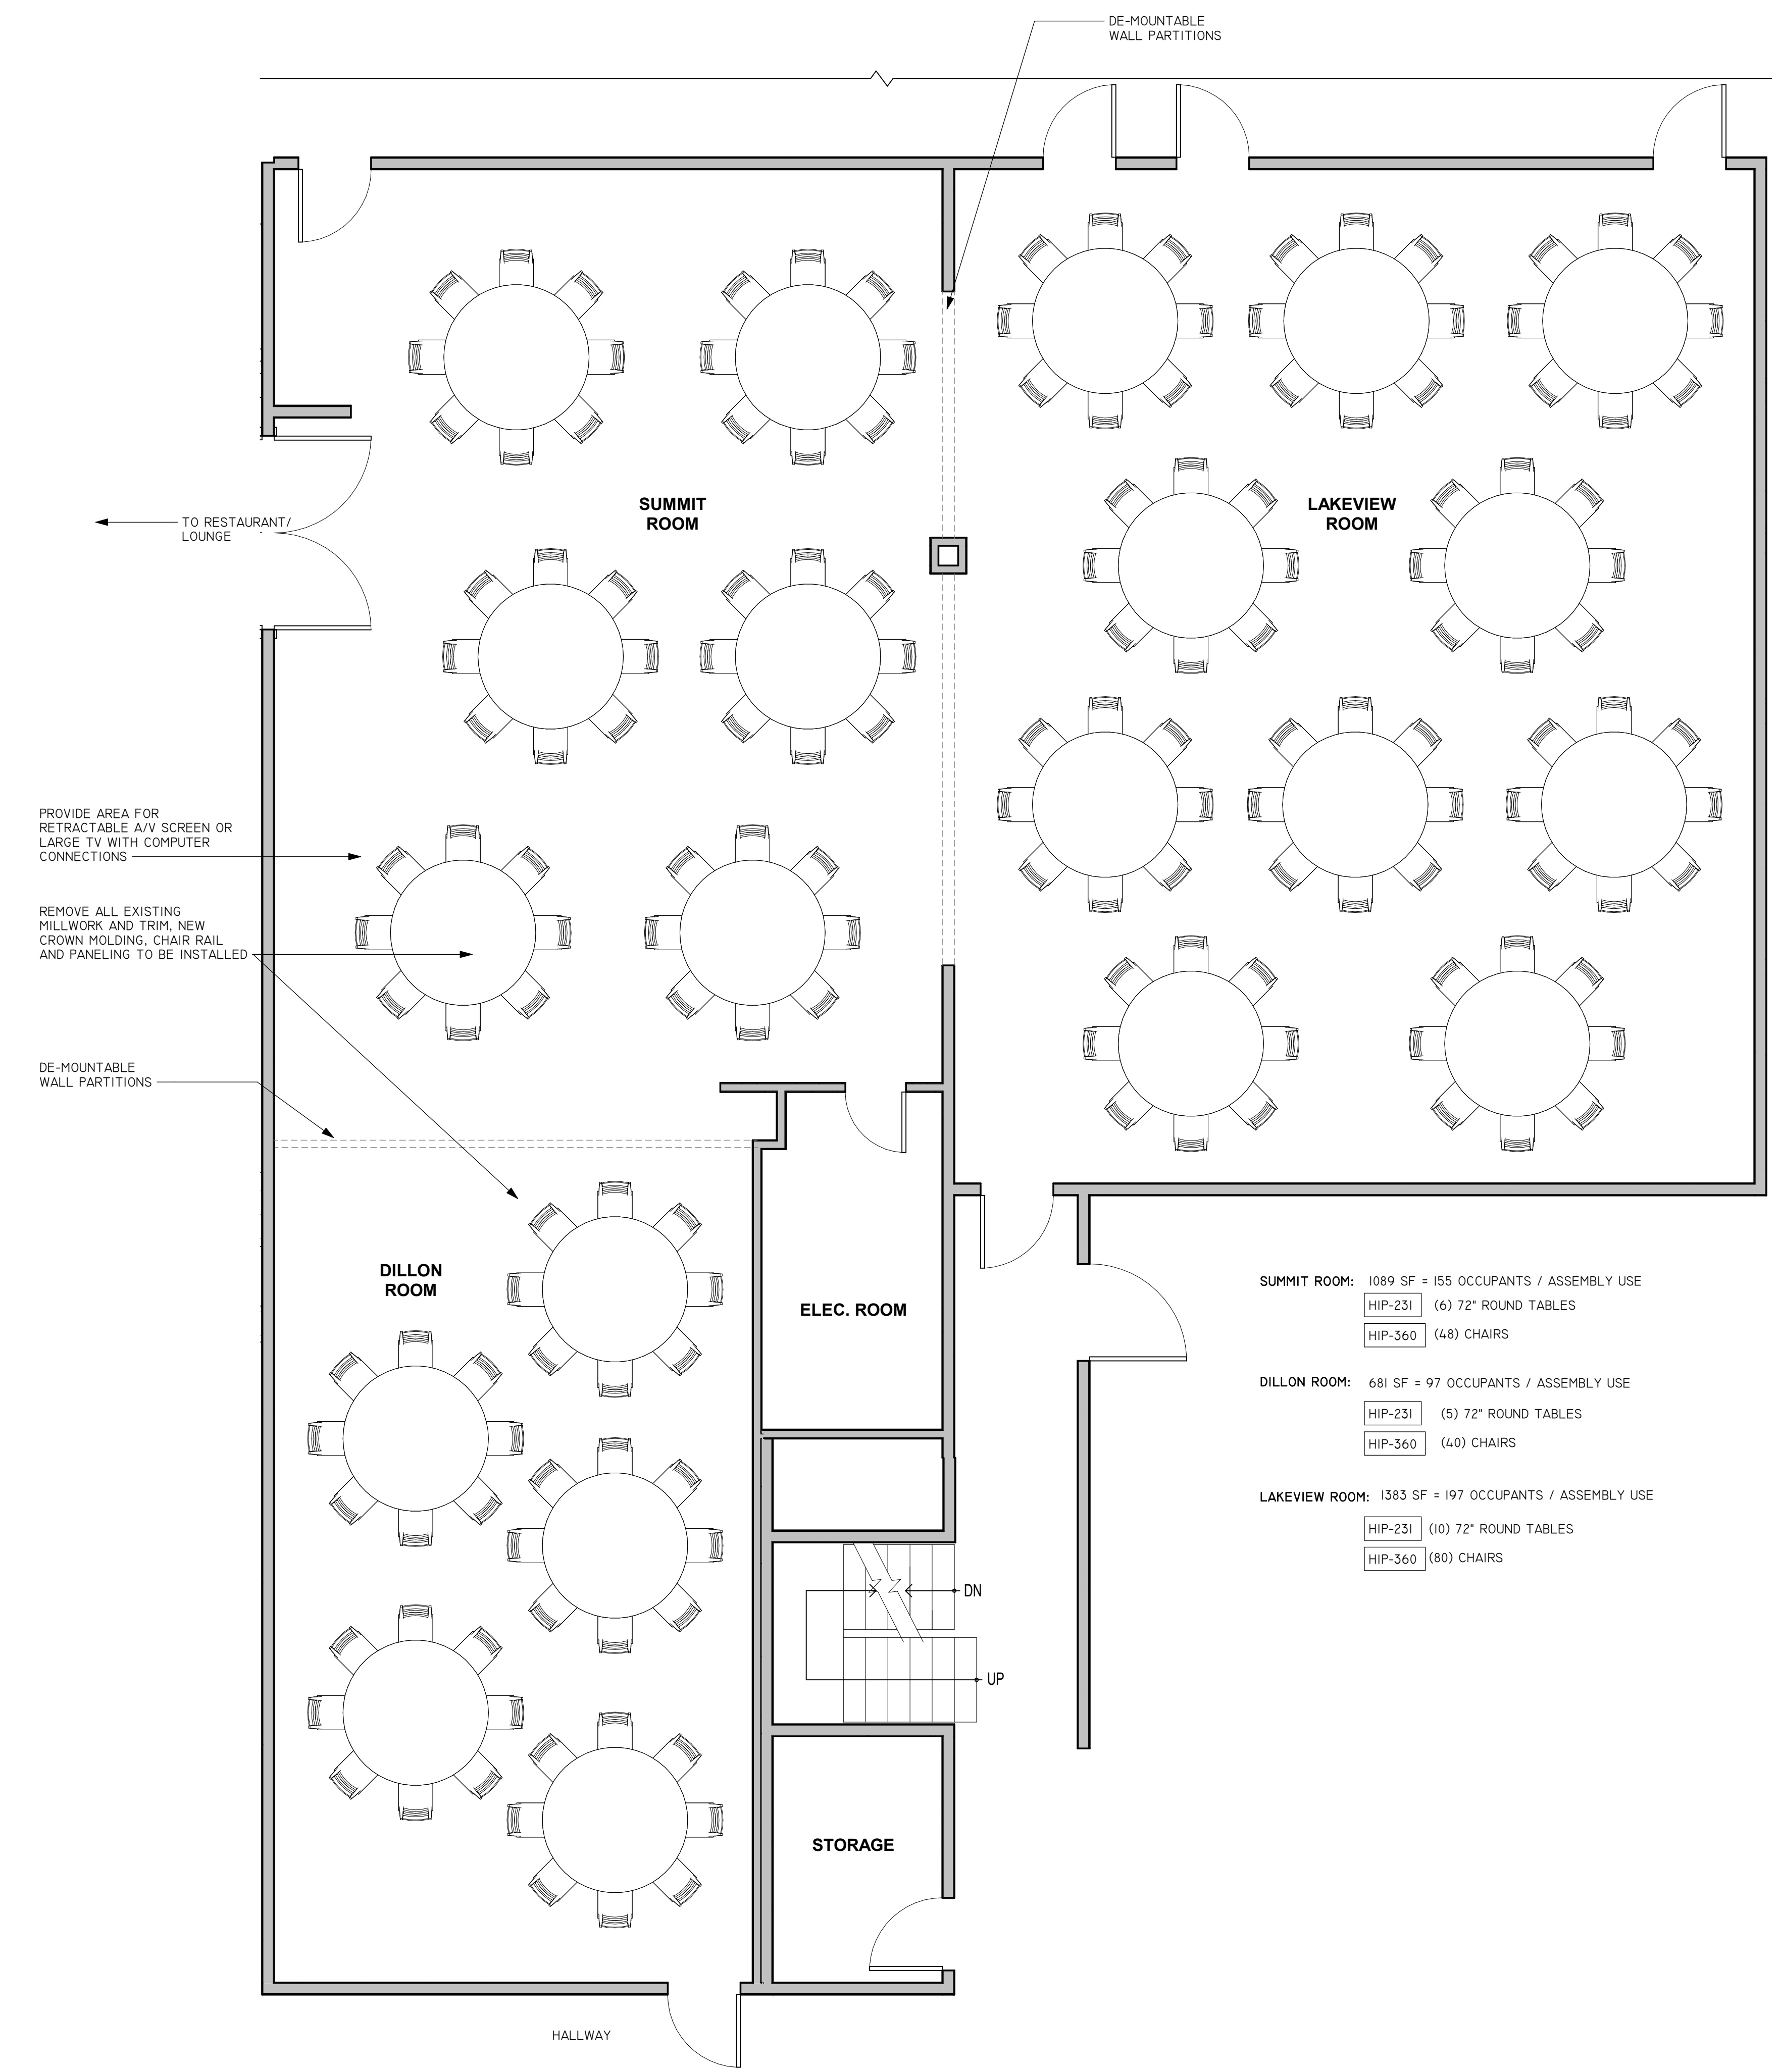 DE-MOUNTABLE
WALL PARTITIONS
SUMMIT
ROOM
LAKEVIEW
ROOM
TO RESTAURANT/
LOUNGE
PROVIDE AREA FOR
RETRACTABLE A/V SCREEN OR
LARGE TV WITH COMPUTER
CONNECTIONS
REMOVE ALL EXISTING
MILLWORK AND TRIM, NEW
CROWN MOLDING, CHAIR RAIL
AND PANELING TO BE INSTALLED
DE-MOUNTABLE
WALL PARTITIONS
DILLON
ROOM
ELEC. ROOM
SUMMIT ROOM: 1089 SF = 155 OCCUPANTS / ASSEMBLY USE
HIP-231 (6) 72" ROUND TABLES
HIP-360 (48) CHAIRS
DILLON ROOM: 681 SF = 97 OCCUPANTS / ASSEMBLY USE
HIP-231 (5) 72" ROUND TABLES
HIP-360 (40) CHAIRS
LAKEVIEW ROOM: 1383 SF = 197 OCCUPANTS / ASSEMBLY USE
HIP-231 (10) 72" ROUND TABLES
HIP-360 (80) CHAIRS
DN
UP
STORAGE
HALLWAY